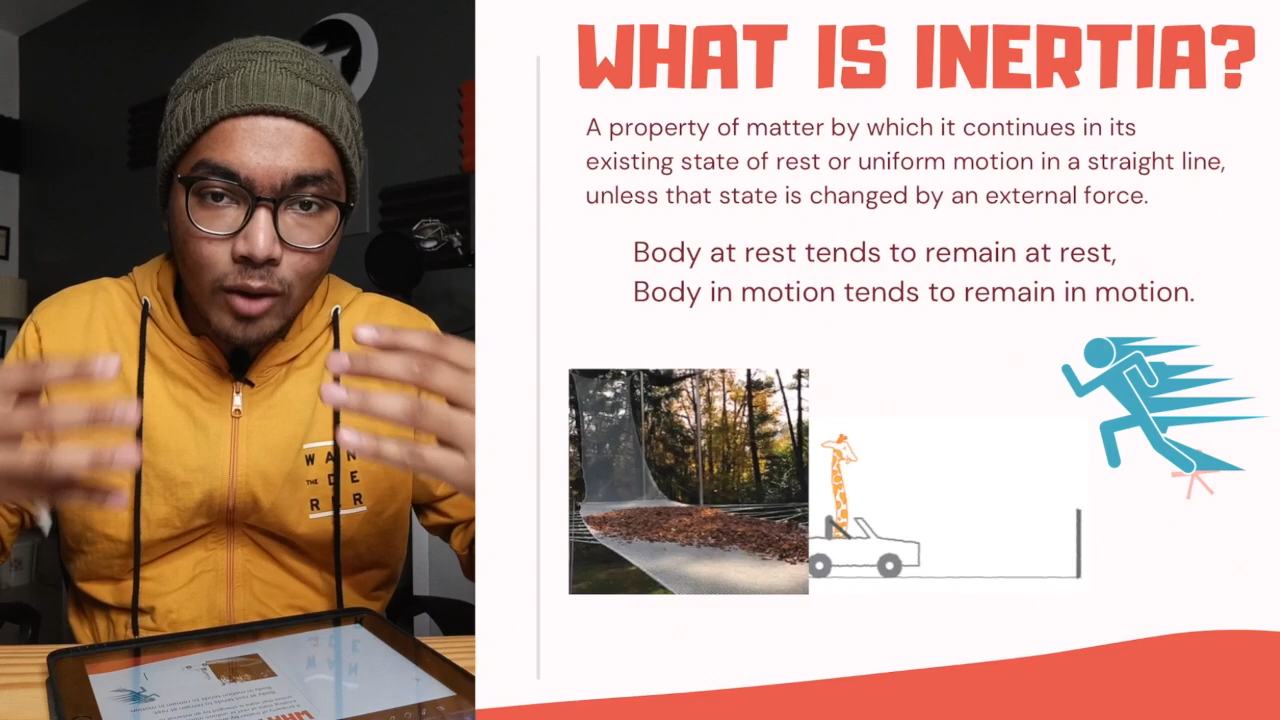 WHAT IS INERTIA?
A property of matter by which it continues in its
existing state of rest or uniform motion in a straight line,
unless that state is changed by an external force.
Body at rest tends to remain at rest,
Body in motion tends to remain in motion.
WAN
THE DE
RER